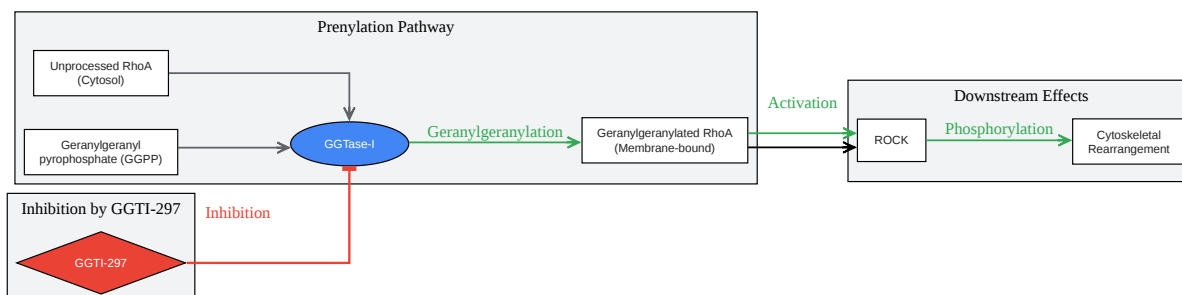 Prenylation Pathway
Unprocessed RhoA
(Cytosol)
Geranylgeranyl
pyrophosphate (GGPP)
GGTase-I
Geranylgeranylation
Geranylgeranylated RhoA
(Membrane-bound)
Activation
Downstream Effects
ROCK
Phosphorylation
Cytoskeletal
Rearrangement
Inhibition by GGTI-297
Inhibition
GGTI-297